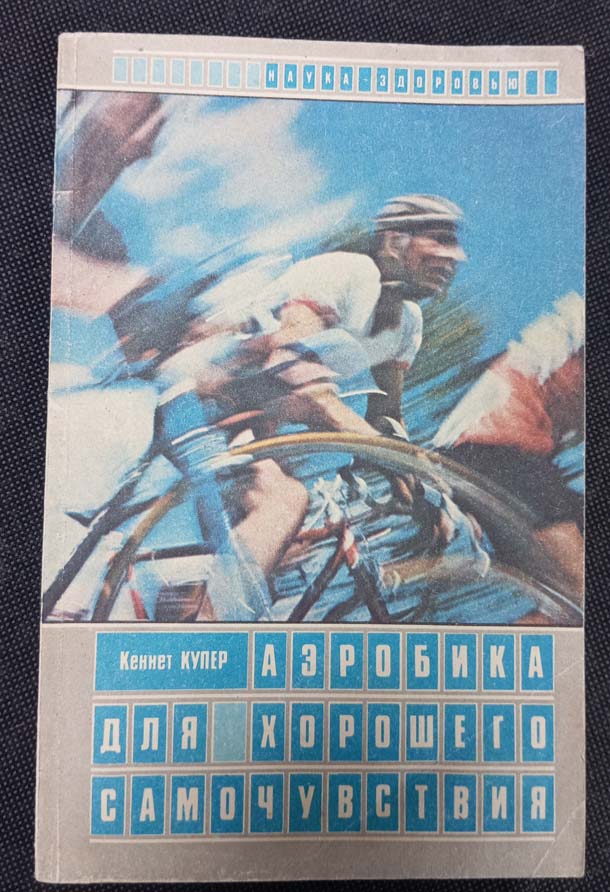 НАУКА-ЗДОРОВЬЮ
Кеннет КУПЕР АЭРОБИКА
ДЛЯ ХОРОШЕГО
САМОЧУВСТВИЯ